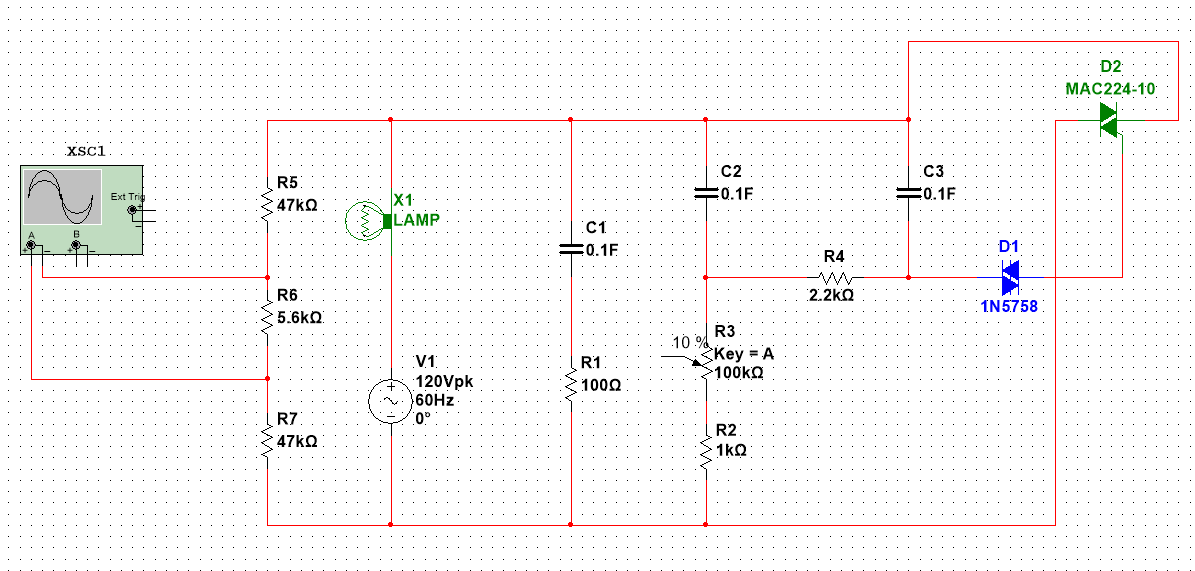 XSC1
Ext Trig
+
−
A
B
+ −
+ −
R5
47kΩ
R6
5.6kΩ
R7
47kΩ
X1
LAMP
V1
120Vpk
60Hz
0°
C1
0.1F
R1
100Ω
C2
0.1F
C3
0.1F
R4
2.2kΩ
10 %
R3
Key = A
100kΩ
R2
1kΩ
D1
1N5758
D2
MAC224-10